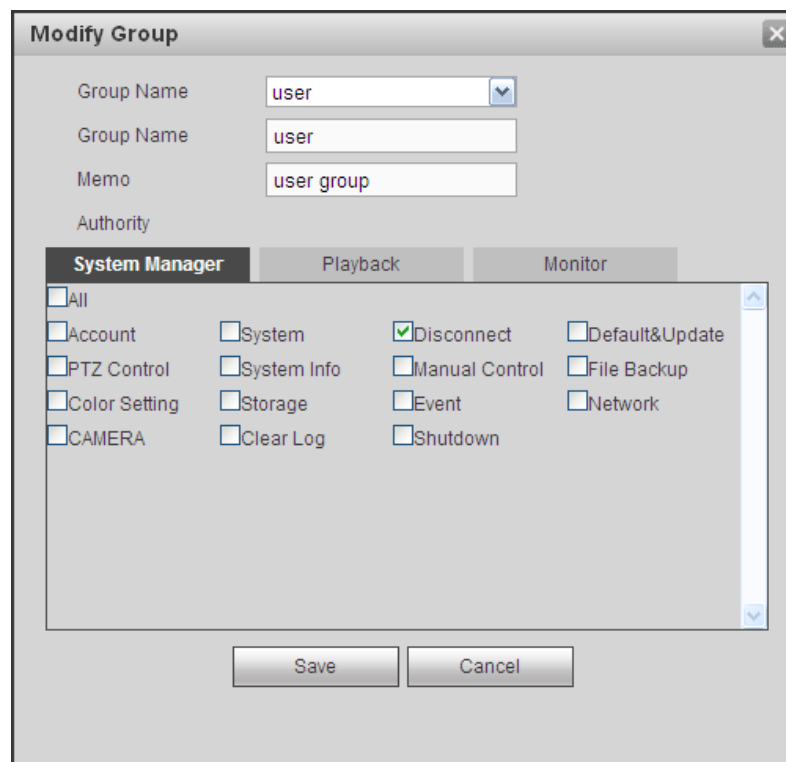 Modify Group
Group Name user
Group Name user
Memo user group
Authority
System Manager Playback Monitor
All
Account System Disconnect Default&Update
PTZ Control System Info Manual Control File Backup
Color Setting Storage Event Network
CAMERA Clear Log Shutdown
Save Cancel